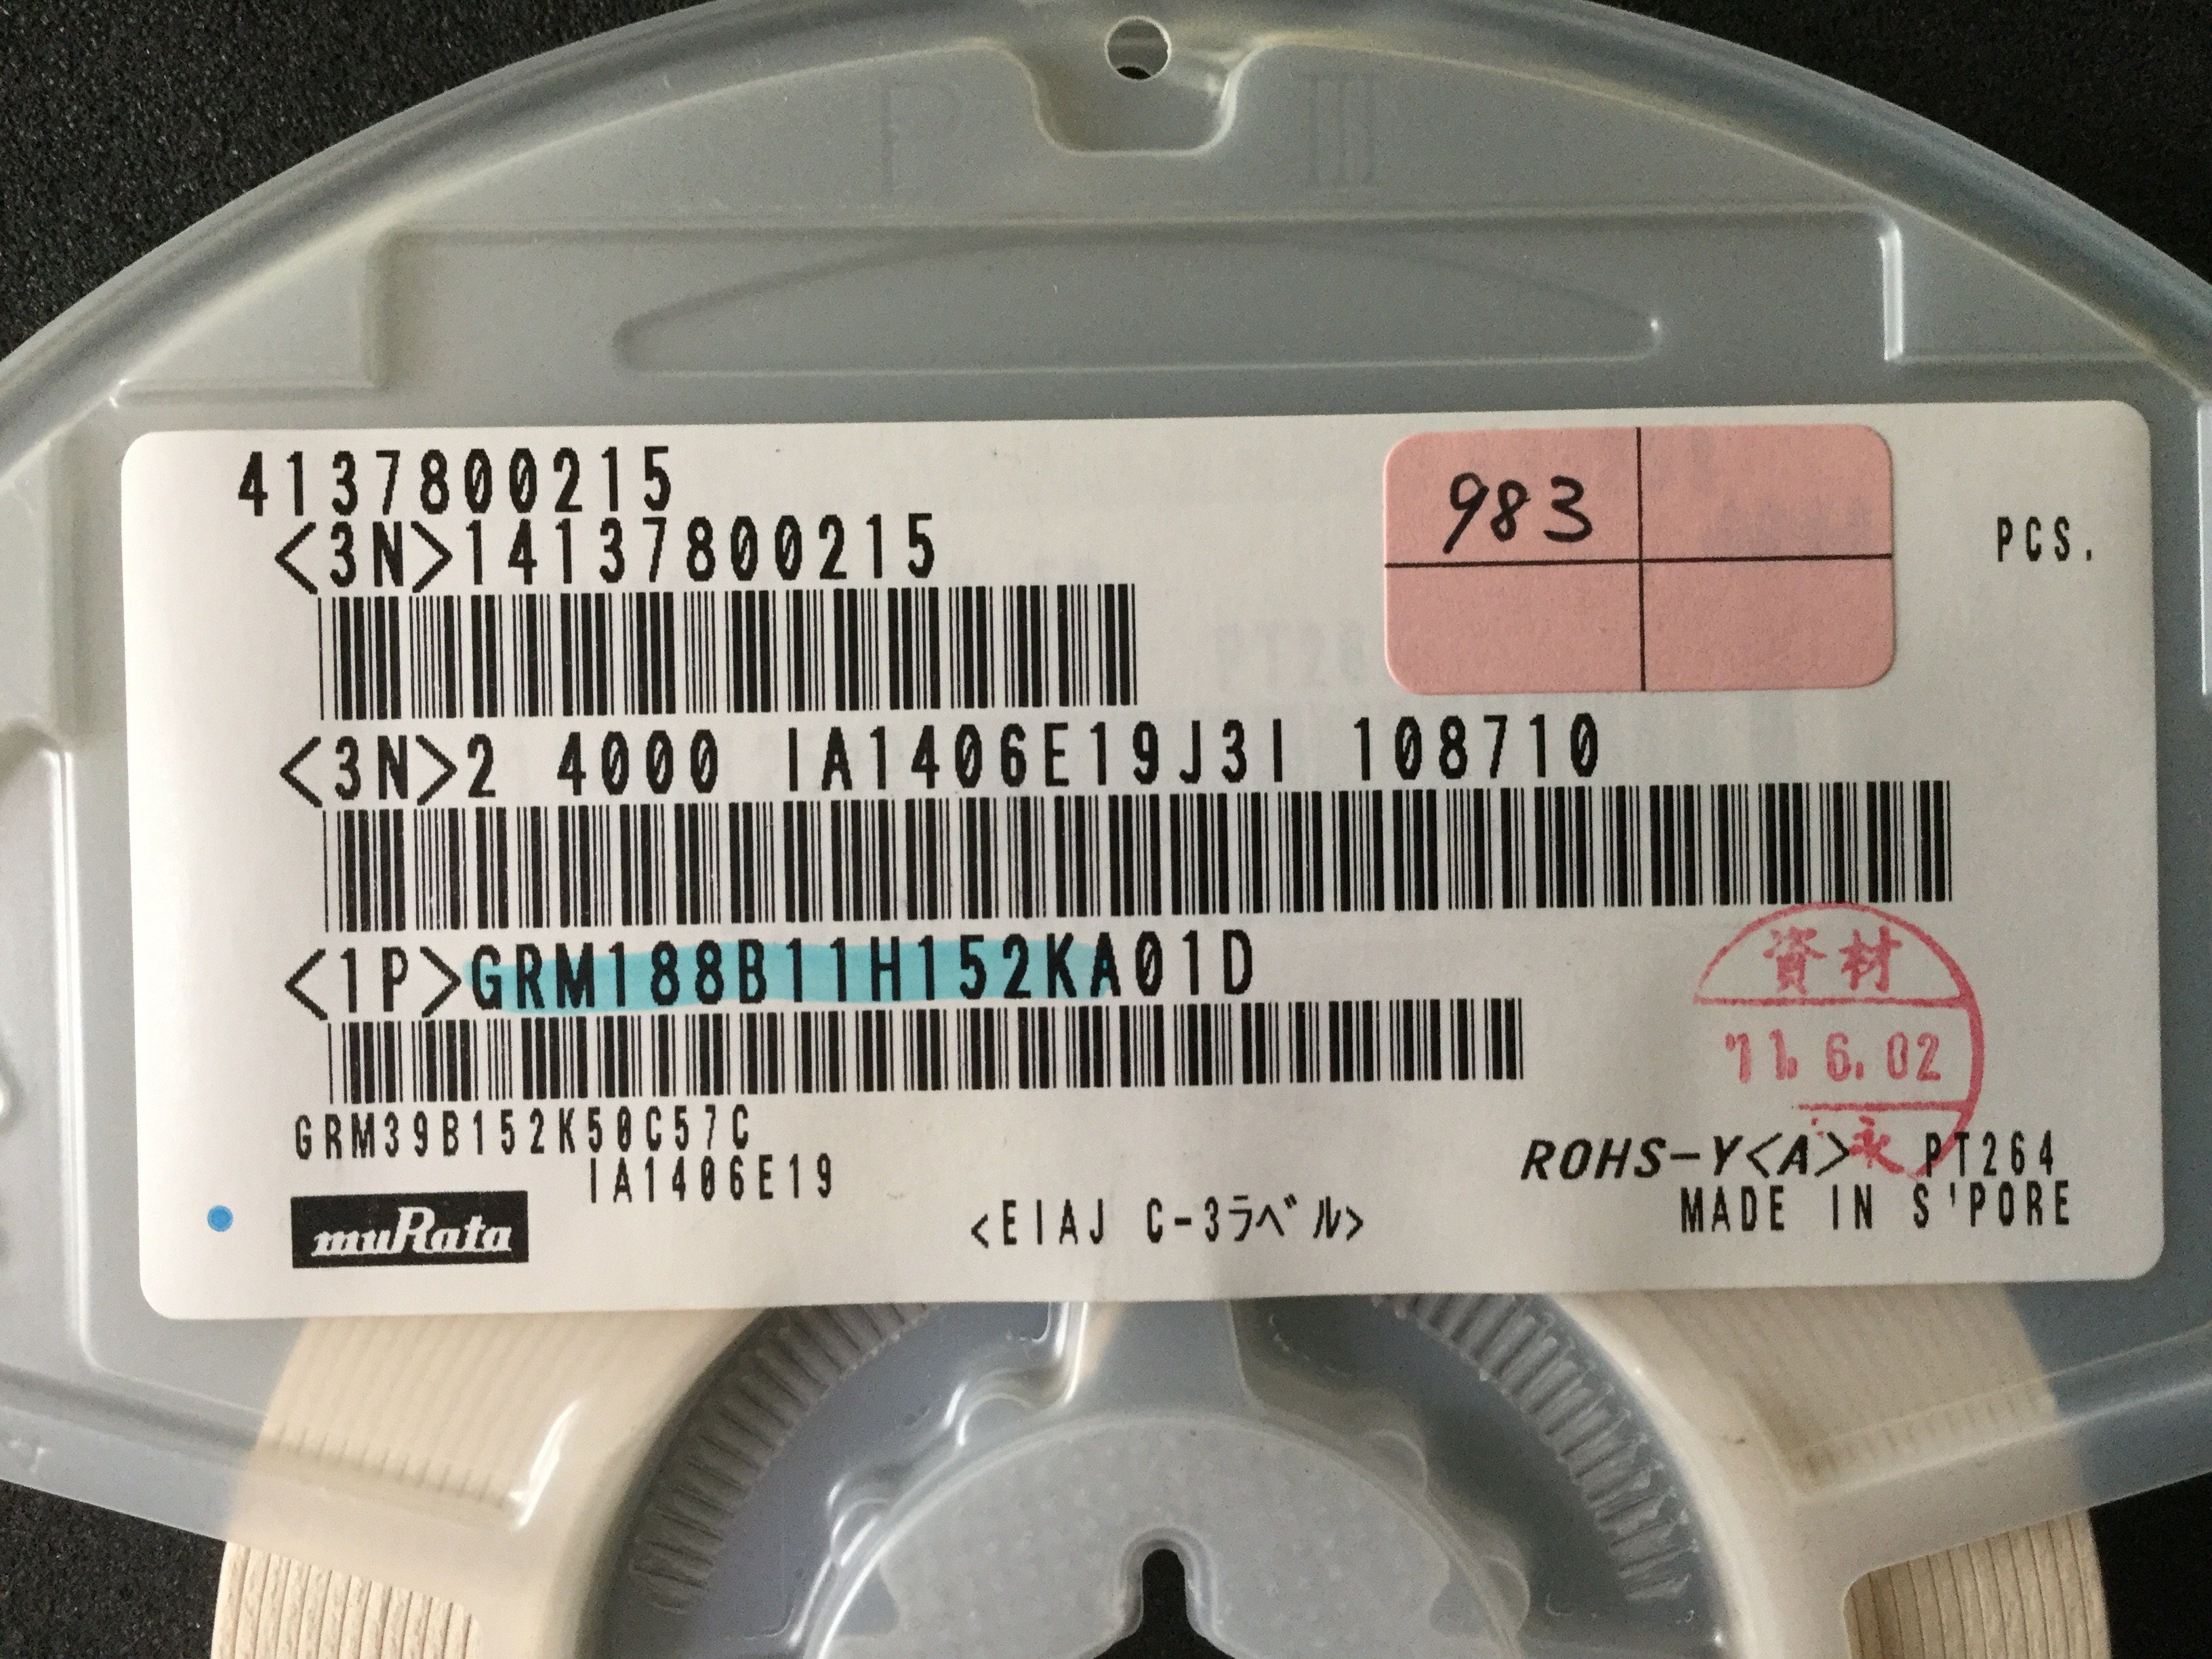 4137800215
983
PCS.
<3N>14137800215
<3N>2 4000 IA1406E19J3I 108710
<1P>GRM188B11H152KA01D
資材
'11. 6. 02
永
GRM39B152K50C57C
IA1406E19
ROHS-Y<A> PT264
MADE IN S'PORE
muRata
<EIAJ C-3ラベル>